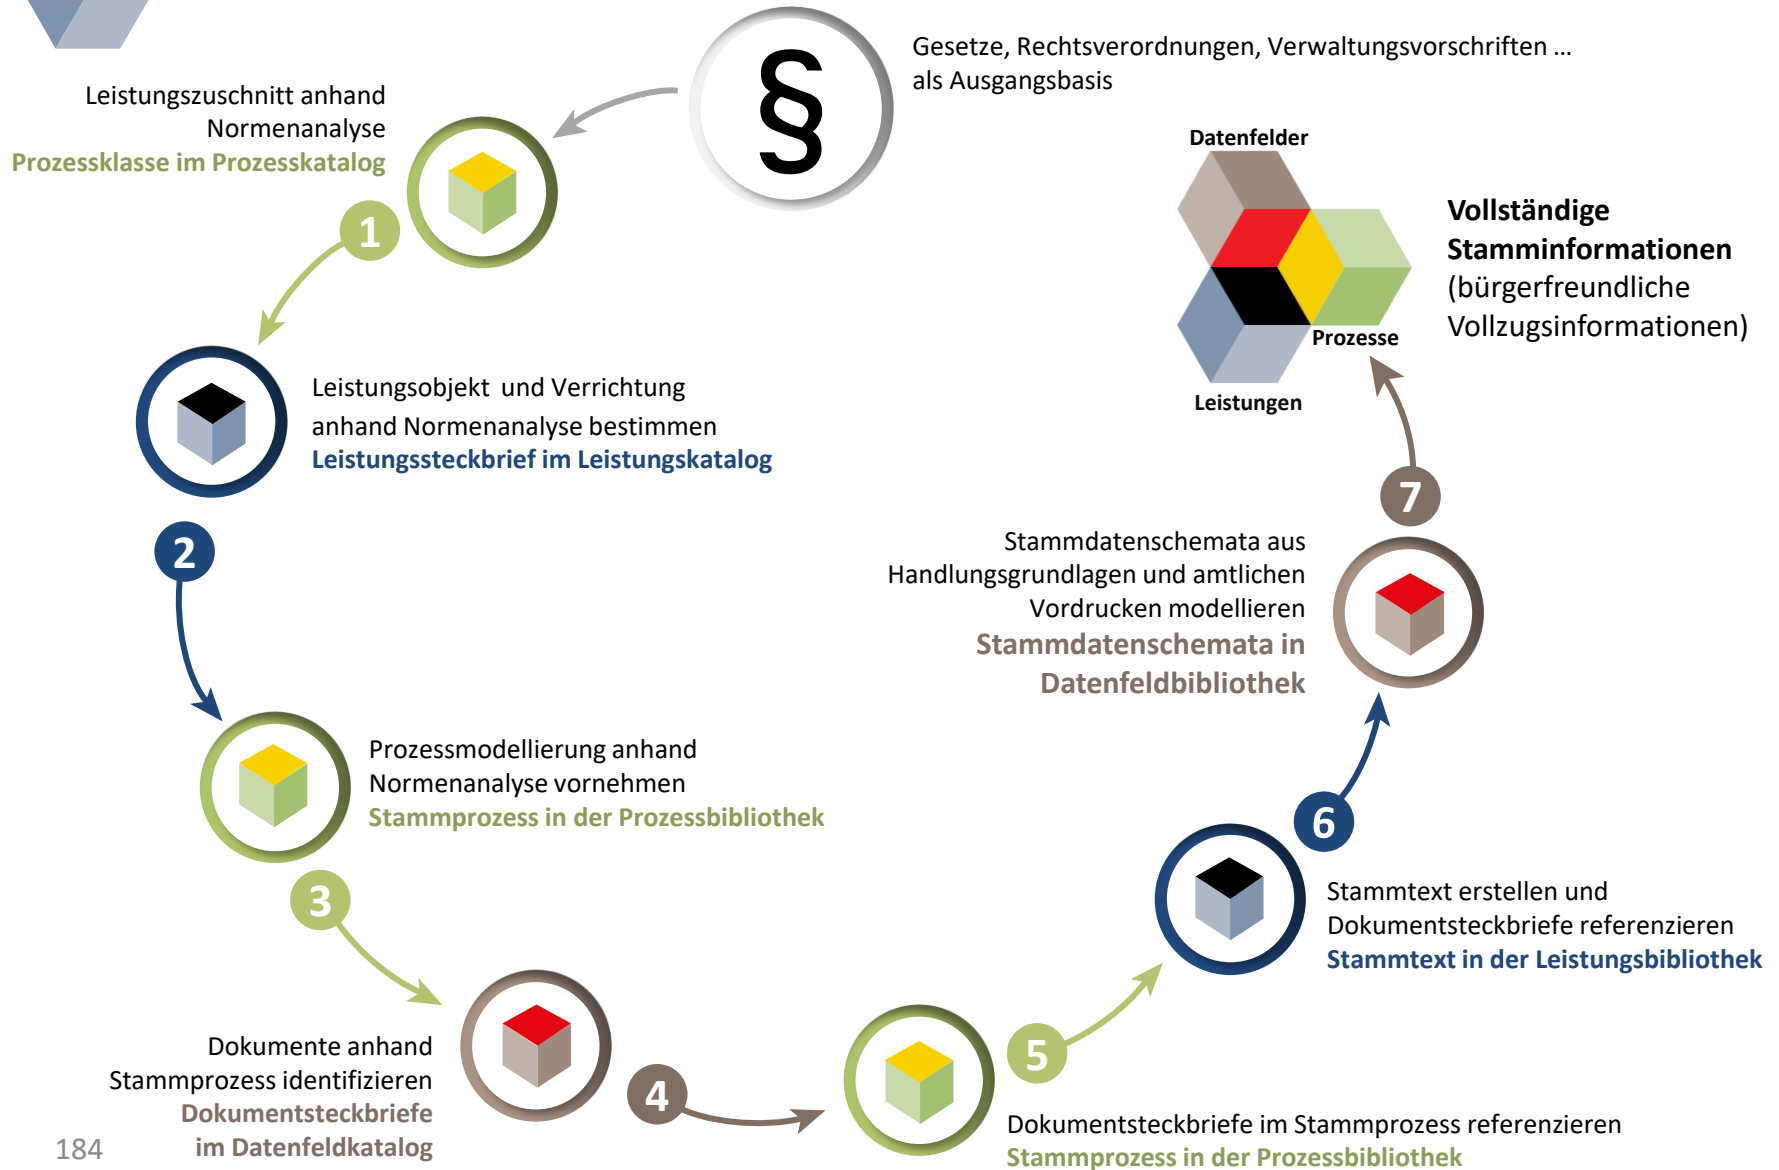 §
Gesetze, Rechtsverordnungen, Verwaltungsvorschriften ...
als Ausgangsbasis
Leistungszuschnitt anhand
Normenanalyse
Prozessklasse im Prozesskatalog
1
Leistungsobjekt und Verrichtung
anhand Normenanalyse bestimmen
Leistungssteckbrief im Leistungskatalog
2
Prozessmodellierung anhand
Normenanalyse vornehmen
Stammprozess in der Prozessbibliothek
3
Dokumente anhand
Stammprozess identifizieren
Dokumentsteckbriefe
im Datenfeldkatalog
4
Dokumentsteckbriefe im Stammprozess referenzieren
Stammprozess in der Prozessbibliothek
5
Stammtext erstellen und
Dokumentsteckbriefe referenzieren
Stammtext in der Leistungsbibliothek
6
Stammdatenschemata aus
Handlungsgrundlagen und amtlichen
Vordrucken modellieren
Stammdatenschemata in
Datenfeldbibliothek
7
Datenfelder
Prozesse
Leistungen
Vollständige
Stamminformationen
(bürgerfreundliche
Vollzugsinformationen)
184